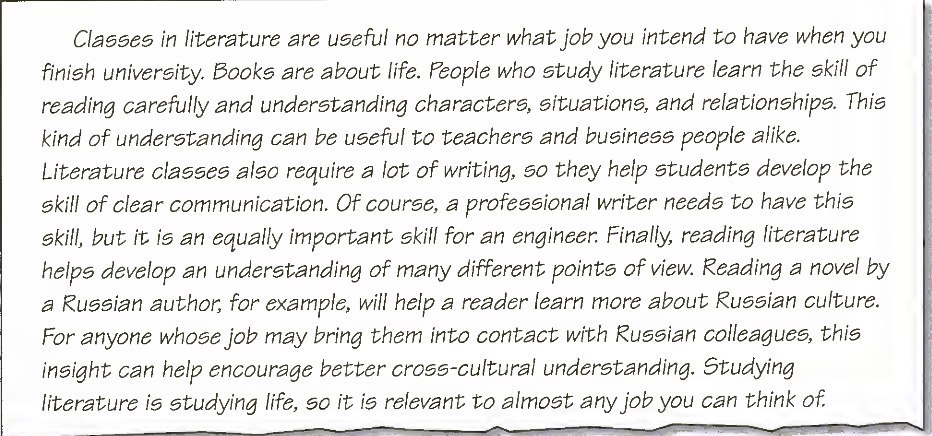 Classes in literature are useful no matter what job you intend to have when you
finish university. Books are about life. People who study literature learn the skill of
reading carefully and understanding characters, situations, and relationships. This
kind of understanding can be useful to teachers and business people alike.
Literature classes also require a lot of writing, so they help students develop the
skill of clear communication. Of course, a professional writer needs to have this
skill, but it is an equally important skill for an engineer. Finally, reading literature
helps develop an understanding of many different points of view. Reading a novel by
a Russian author, for example, will help a reader learn more about Russian culture.
For anyone whose job may bring them into contact with Russian colleagues, this
insight can help encourage better cross-cultural understanding. Studying
literature is studying life, so it is relevant to almost any job you can think of.